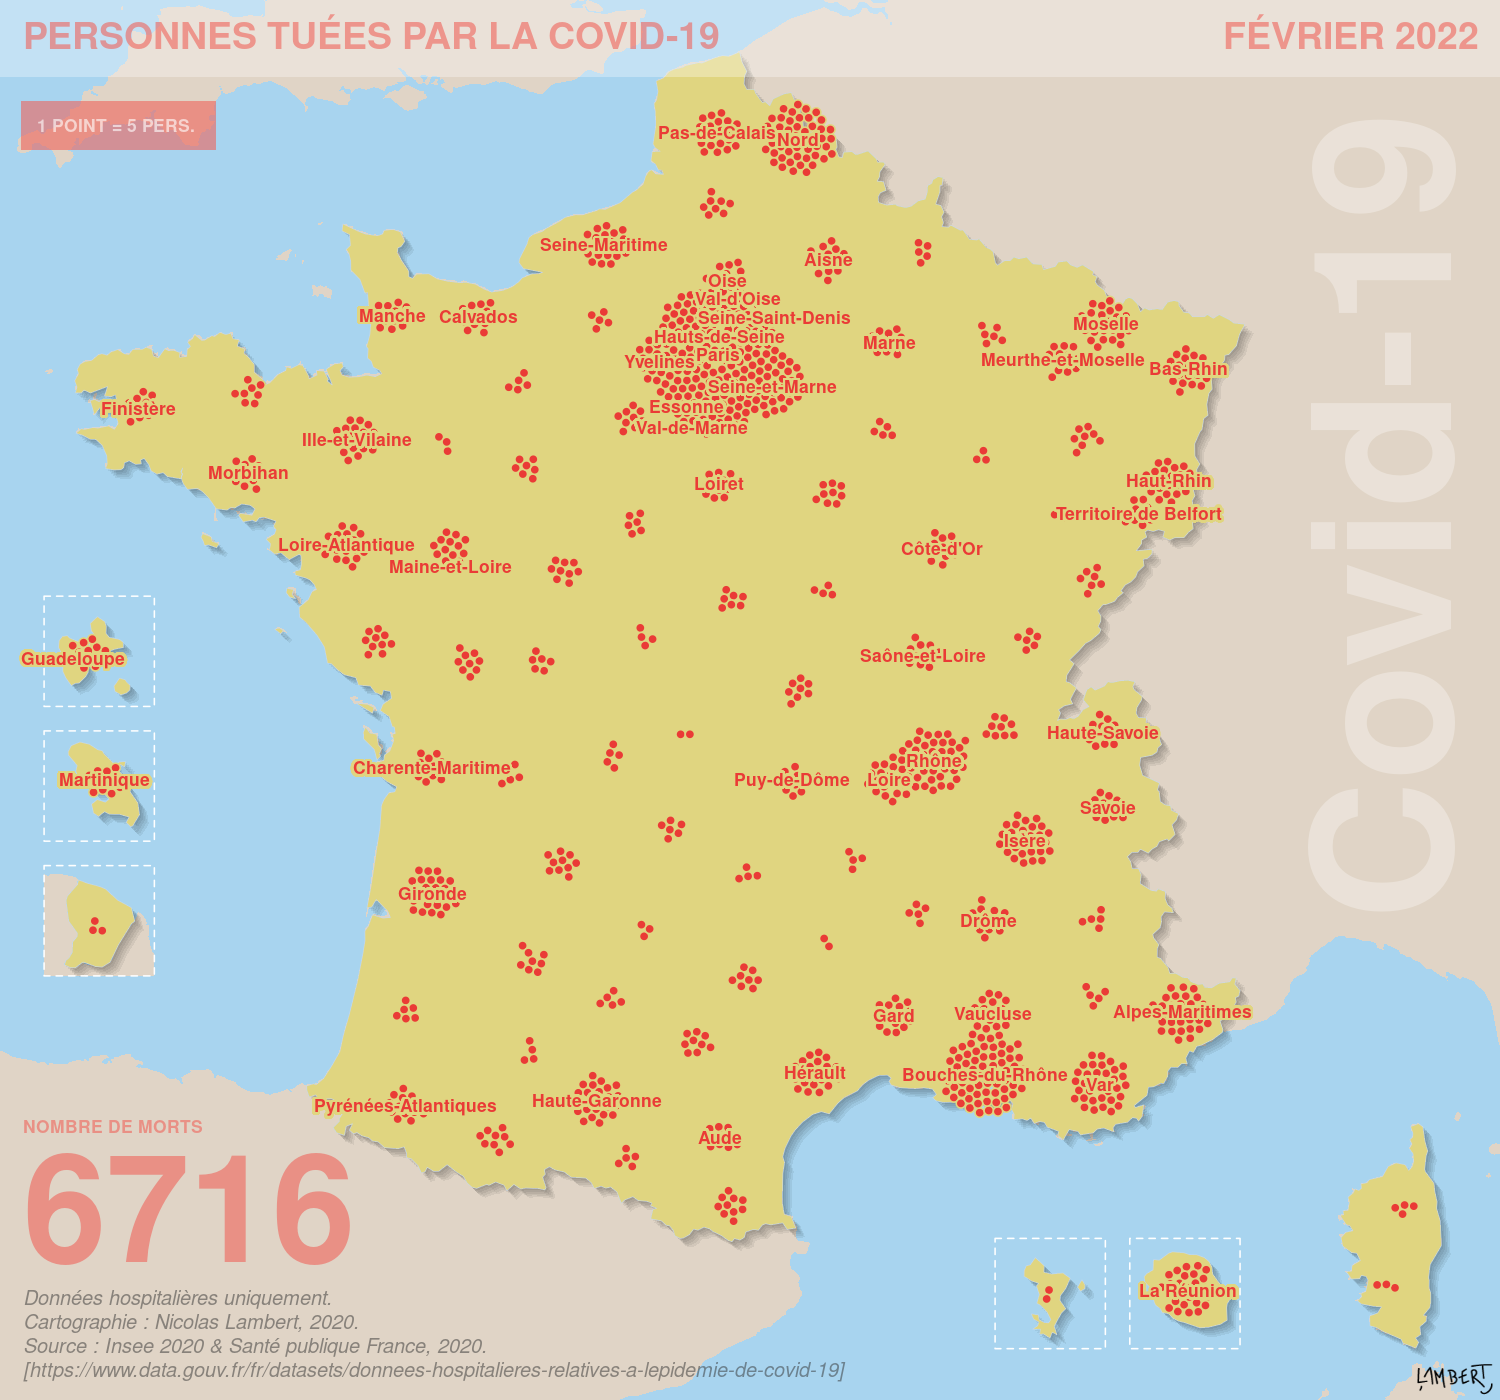 PERSONNES TUÉES PAR LA COVID-19
FÉVRIER 2022
1 POINT = 5 PERS.
Covid-19
Pas-de-Calais
Nord
Seine-Maritime
Aisne
Oise
Val-d'Oise
Manche
Calvados
Seine-Saint-Denis
Moselle
Hauts-de-Seine
Marne
Paris
Yvelines
Meurthe-et-Moselle
Bas-Rhin
Seine-et-Marne
Finistère
Essonne
Val-de-Marne
Ille-et-Vilaine
Morbihan
Loiret
Haut-Rhin
Territoire de Belfort
Loire-Atlantique
Côte-d'Or
Maine-et-Loire
Guadeloupe
Saône-et-Loire
Haute-Savoie
Rhône
Charente-Maritime
Martinique
Puy-de-Dôme
Loire
Savoie
Isère
Gironde
Drôme
Alpes-Maritimes
Vaucluse
Gard
Hérault
Bouches-du-Rhône
Var
Haute-Garonne
Pyrénées-Atlantiques
Aude
La Réunion
NOMBRE DE MORTS
6716
Données hospitalières uniquement.
Cartographie : Nicolas Lambert, 2020.
Source : Insee 2020 & Santé publique France, 2020.
[https://www.data.gouv.fr/fr/datasets/donnees-hospitalieres-relatives-a-lepidemie-de-covid-19]
LAMBERT